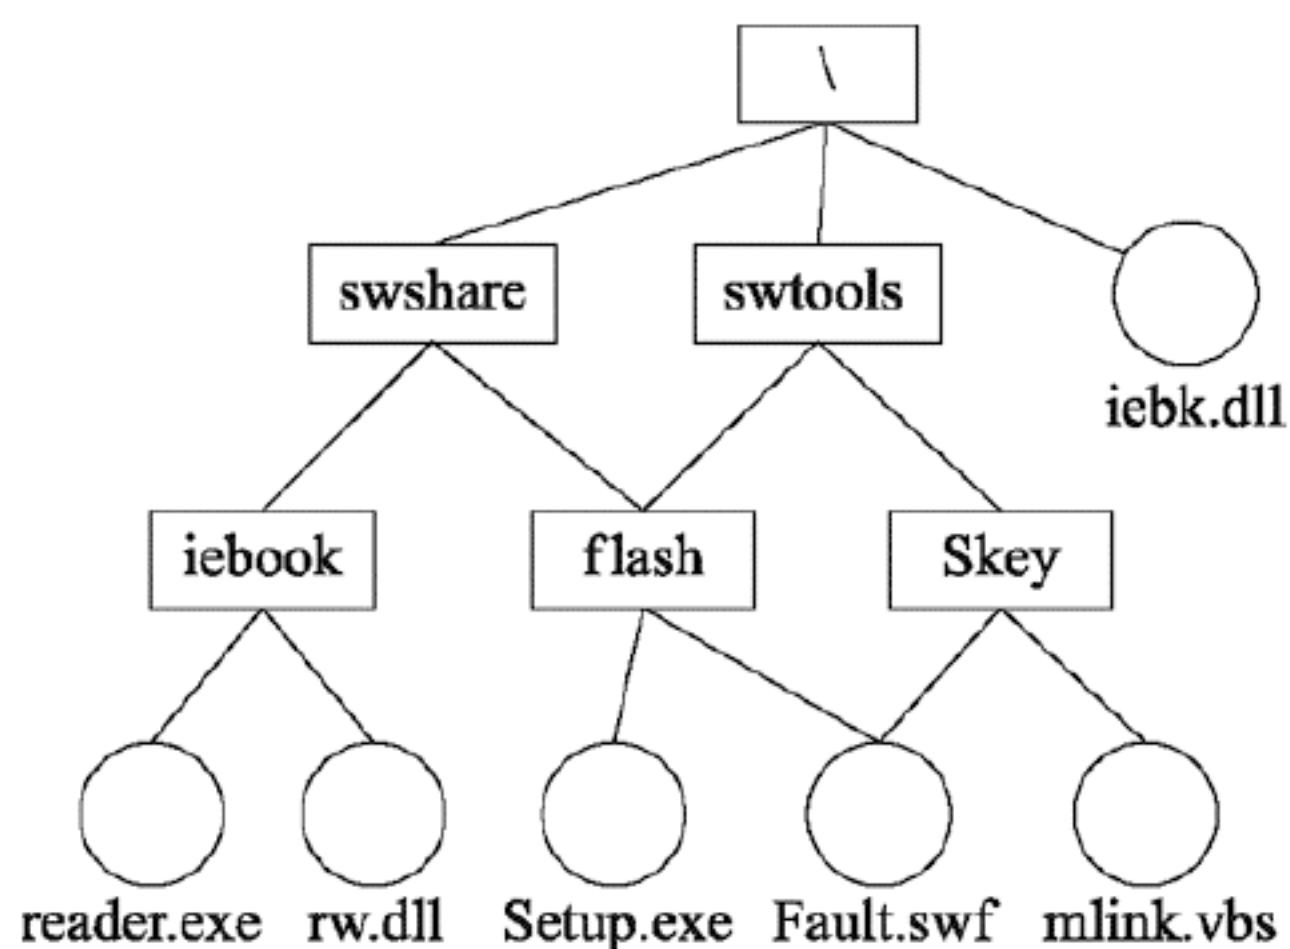 \
swshare
swtools
iebk.dll
iebook
flash
Skey
reader.exe
rw.dll
Setup.exe
Fault.swf
mlink.vbs